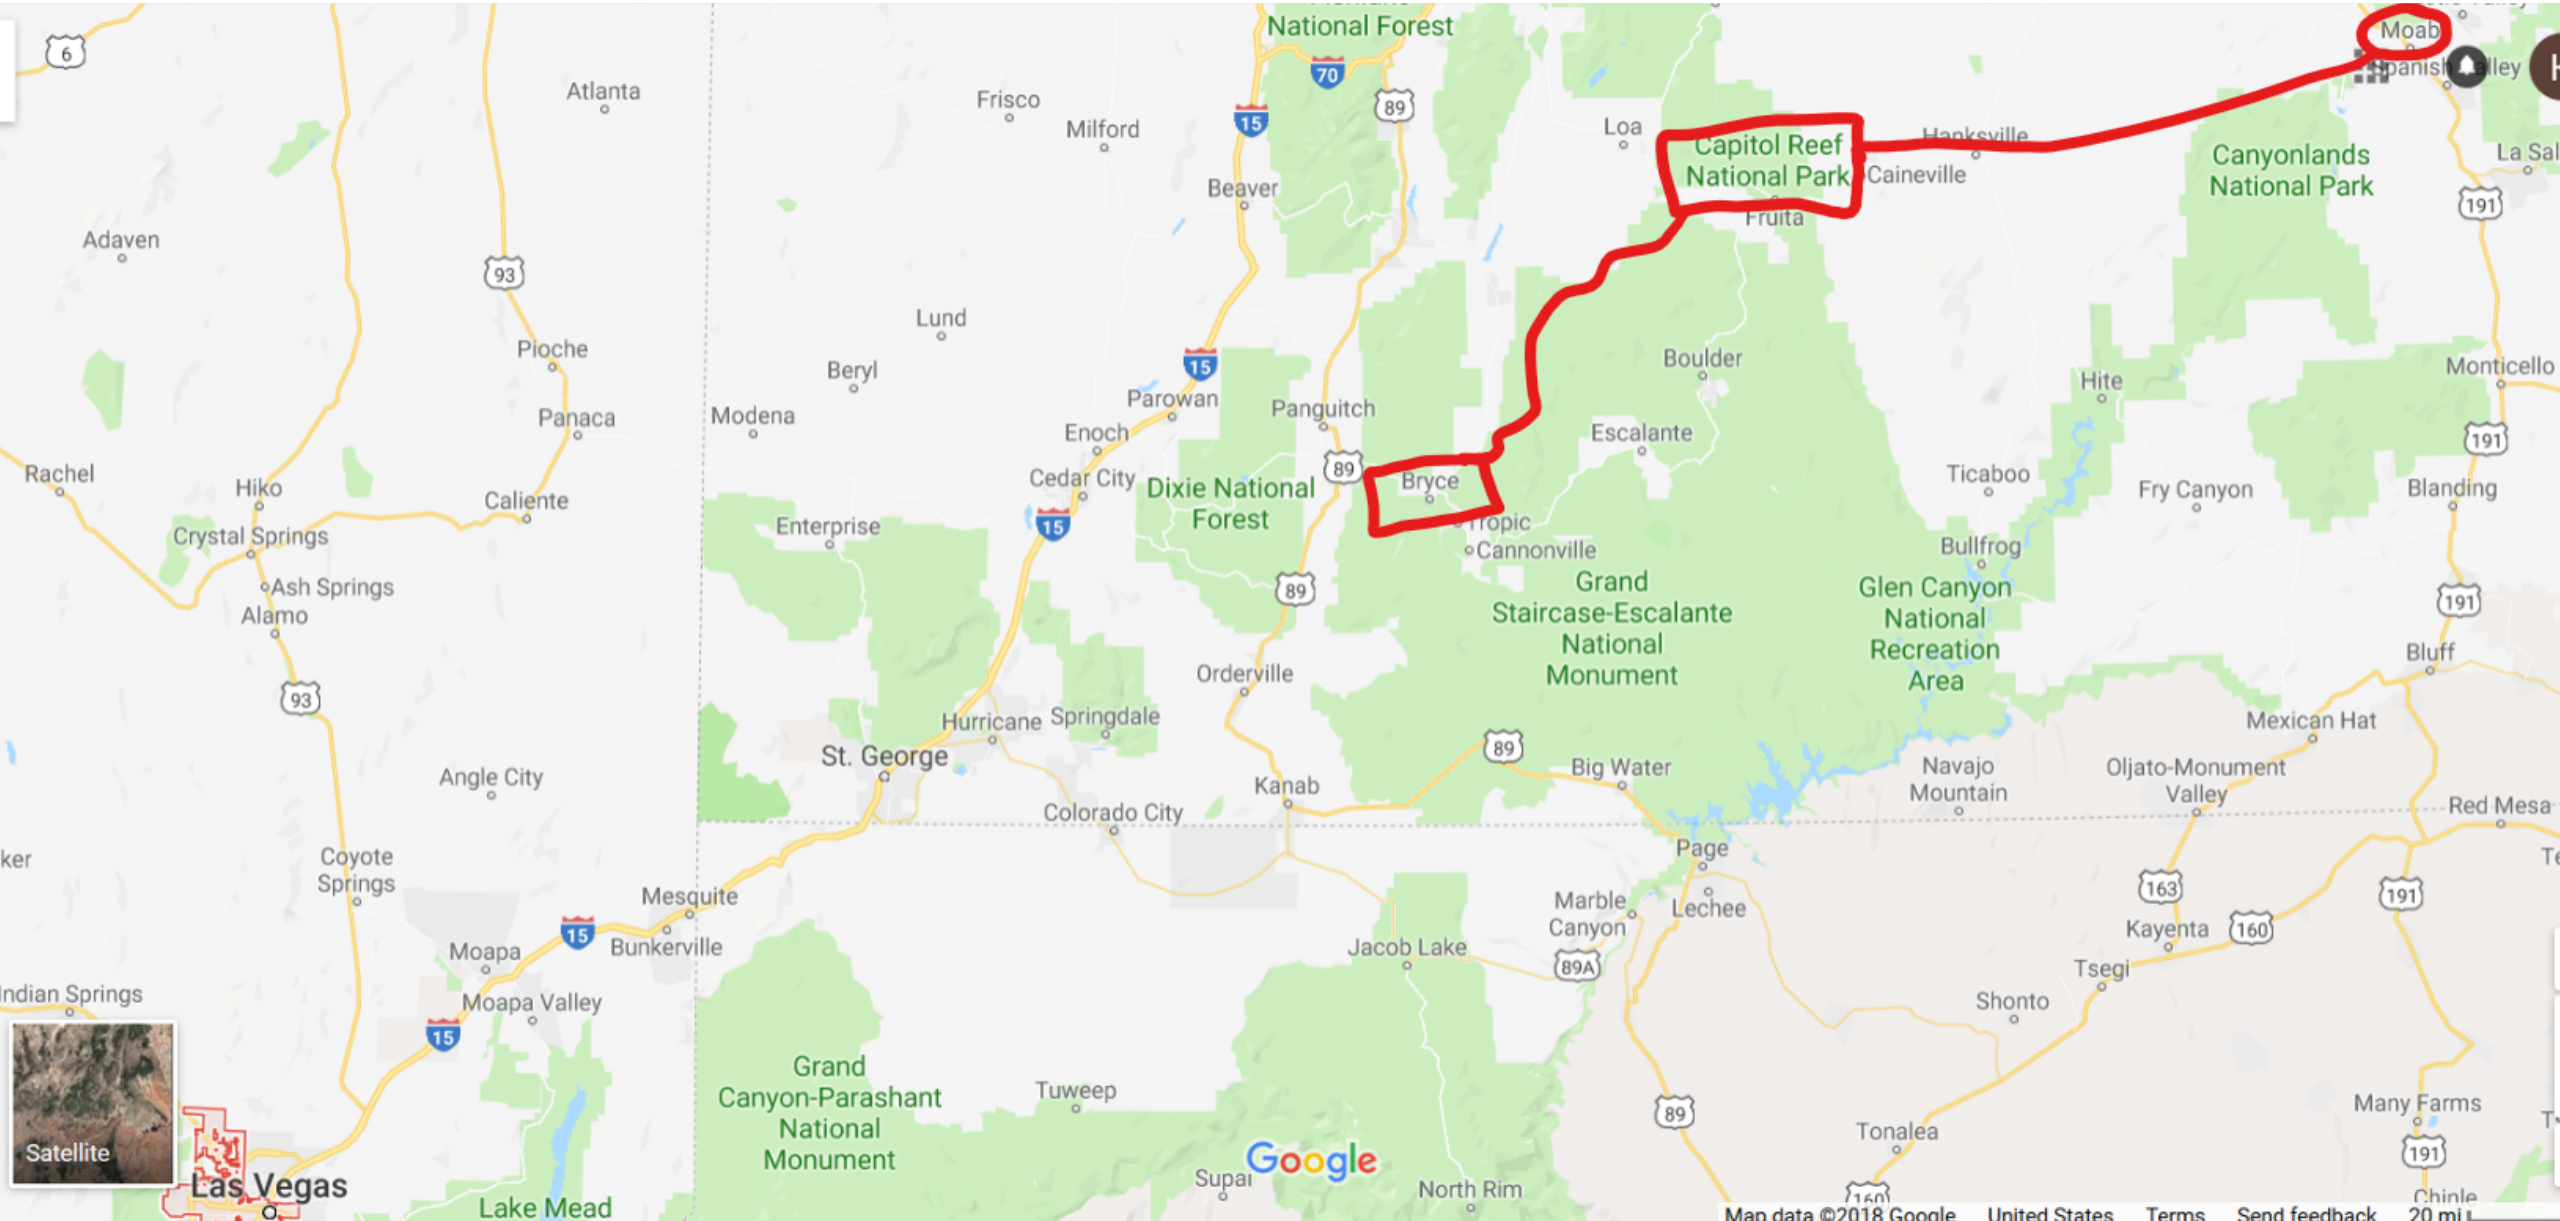 National Forest
6
70
Moab
Spanish Valley
Atlanta
Frisco
15
89
Milford
Loa
Capitol Reef
National Park
Hanksville
Caineville
Fruita
Canyonlands
National Park
La Sal
191
Beaver
Adaven
93
Lund
Pioche
Beryl
15
Parowan
Panguitch
Boulder
Hite
Monticello
Panaca
Modena
Enoch
Escalante
191
Rachel
Hiko
Caliente
Cedar City
Dixie National
Forest
89
Bryce
Tropic
Cannonville
Ticaboo
Fry Canyon
Blanding
Crystal Springs
Enterprise
15
Bullfrog
Ash Springs
Alamo
89
Grand
Staircase-Escalante
National
Monument
Glen Canyon
National
Recreation
Area
191
Bluff
93
Orderville
Hurricane
Springdale
St. George
Mexican Hat
Angle City
89
Big Water
Kanab
Navajo
Mountain
Oljato-Monument
Valley
Red Mesa
Colorado City
ker
Coyote
Springs
Page
Lechee
Marble
Canyon
163
191
Mesquite
15
Bunkerville
Moapa
Jacob Lake
89A
Kayenta
160
Tsegi
Indian Springs
Moapa Valley
Shonto
15
Grand
Canyon-Parashant
National
Monument
Tuweep
89
Many Farms
Tonalea
191
Satellite
Las Vegas
Lake Mead
Google
Supai
North Rim
160
Chinle
Map data ©2018 Google United States Terms Send feedback 20 mi